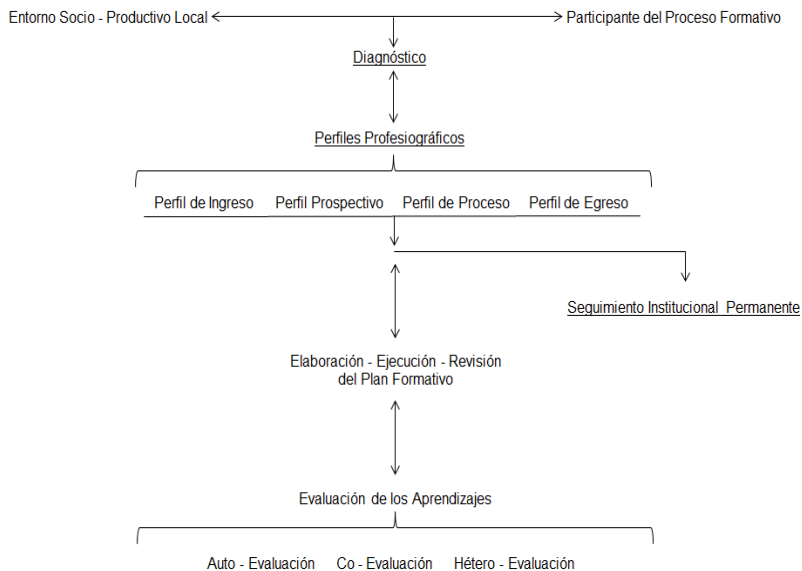 Entorno Socio - Productivo Local
Participante del Proceso Formativo
Diagnóstico
Perfiles Profesiográficos
Perfil de Ingreso Perfil Prospectivo Perfil de Proceso Perfil de Egreso
Seguimiento Institucional Permanente
Elaboración - Ejecución - Revisión
del Plan Formativo
Evaluación de los Aprendizajes
Auto - Evaluación Co - Evaluación Hétero - Evaluación